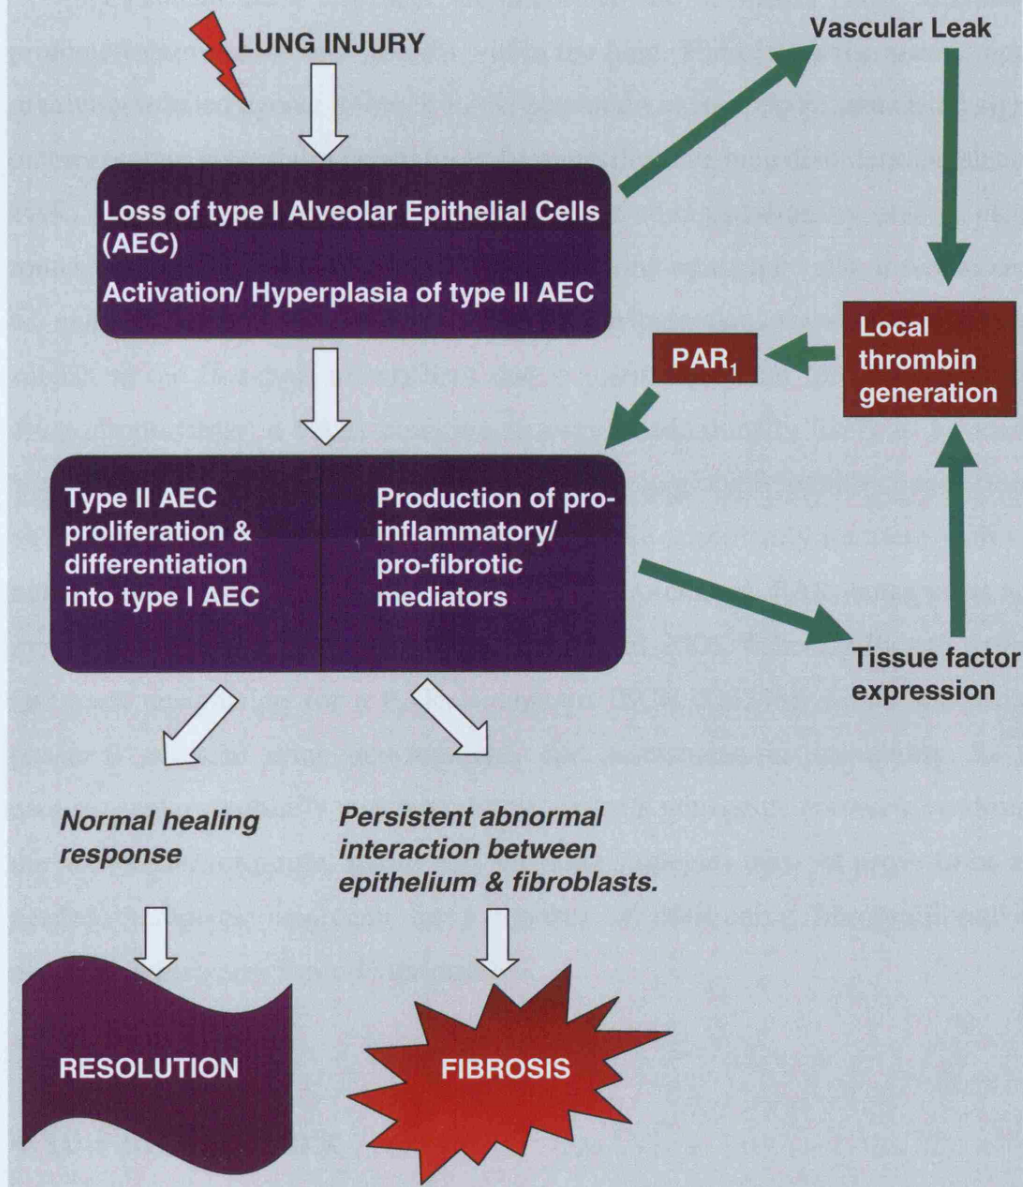 LUNG INJURY
Vascular Leak
Loss of type I Alveolar Epithelial Cells
(AEC)
Activation/ Hyperplasia of type II AEC
PAR1
Local
thrombin
generation
Type II AEC
proliferation &
differentiation
into type I AEC
Production of pro-
inflammatory/
pro-fibrotic
mediators
Tissue factor
expression
Normal healing
response
Persistent abnormal
interaction between
epithelium & fibroblasts.
RESOLUTION
FIBROSIS